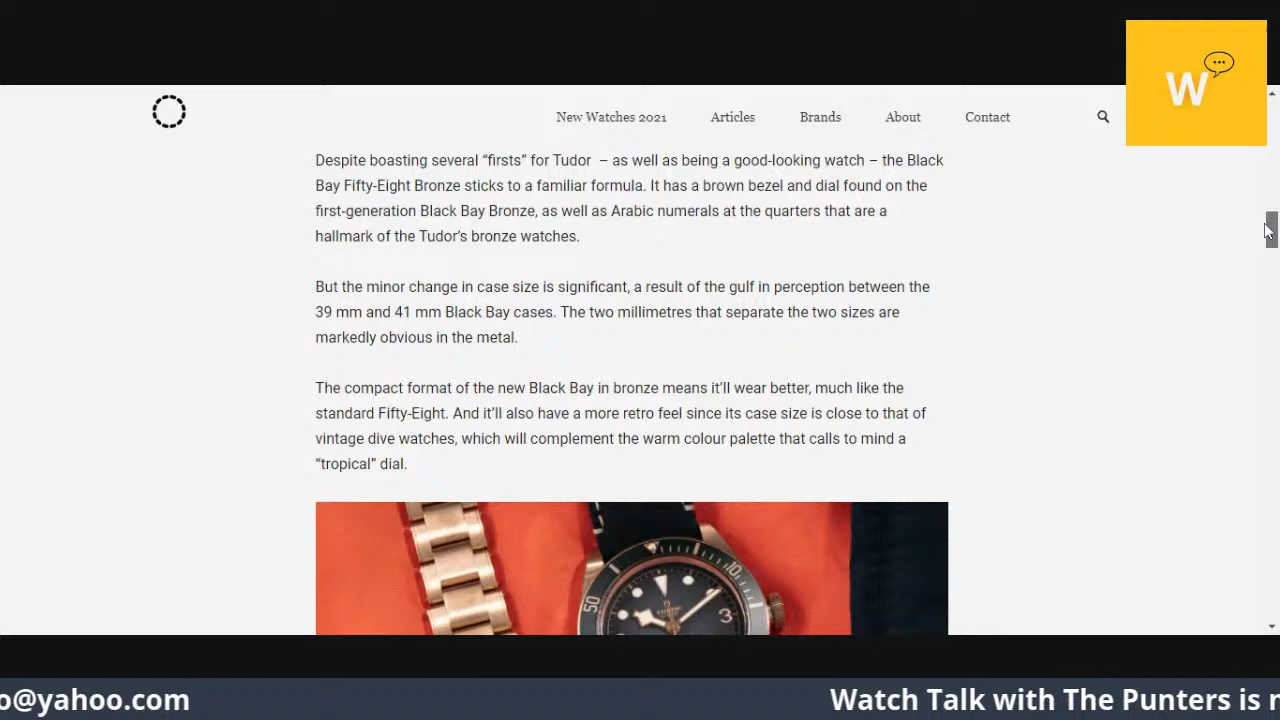 W
New Watches 2021 Articles Brands About Contact
Despite boasting several “firsts” for Tudor – as well as being a good-looking watch – the Black
Bay Fifty-Eight Bronze sticks to a familiar formula. It has a brown bezel and dial found on the
first-generation Black Bay Bronze, as well as Arabic numerals at the quarters that are a
hallmark of the Tudor’s bronze watches.
But the minor change in case size is significant, a result of the gulf in perception between the
39 mm and 41 mm Black Bay cases. The two millimetres that separate the two sizes are
markedly obvious in the metal.
The compact format of the new Black Bay in bronze means it’ll wear better, much like the
standard Fifty-Eight. And it’ll also have a more retro feel since its case size is close to that of
vintage dive watches, which will complement the warm colour palette that calls to mind a
“tropical” dial.
10
50
TUDOR
3
o@yahoo.com Watch Talk with The Punters is